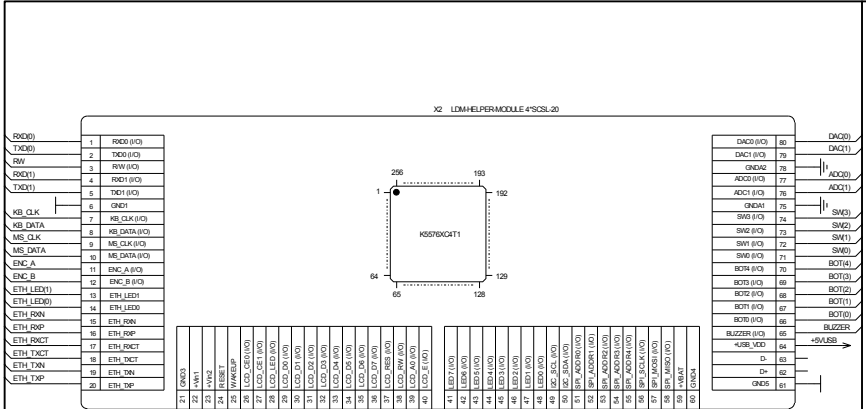 X2 LDM-HELPER-MODULE 4*SCSL-20
RXD(0) 1 RXD0 (I/O)
TXD(0) 2 TXD0 (I/O)
RW 3 R/W (I/O)
RXD(1) 4 RXD1 (I/O)
TXD(1) 5 TXD1 (I/O)
6 GND1
KB_CLK 7 KB_CLK (I/O)
KB_DATA 8 KB_DATA (I/O)
MS_CLK 9 MS_CLK (I/O)
MS_DATA 10 MS_DATA (I/O)
ENC_A 11 ENC_A (I/O)
ENC_B 12 ENC_B (I/O)
ETH_LED(1) 13 ETH_LED1
ETH_LED(0) 14 ETH_LED0
ETH_RXN 15 ETH_RXN
ETH_RXP 16 ETH_RXP
ETH_RXCT 17 ETH_RXCT
ETH_TXCT 18 ETH_TXCT
ETH_TXN 19 ETH_TXN
ETH_TXP 20 ETH_TXP
256 193
1 192
K5576XC4T1
64 129
65 128
DAC0 (I/O) 80 DAC(0)
DAC1 (I/O) 79 DAC(1)
GNDA2 78
ADC0 (I/O) 77 ADC(0)
ADC1 (I/O) 76 ADC(1)
GNDA1 75
SW3 (I/O) 74 SW(3)
SW2 (I/O) 73 SW(2)
SW1 (I/O) 72 SW(1)
SW0 (I/O) 71 SW(0)
BOT4 (I/O) 70 BOT(4)
BOT3 (I/O) 69 BOT(3)
BOT2 (I/O) 68 BOT(2)
BOT1 (I/O) 67 BOT(1)
BOT0 (I/O) 66 BOT(0)
BUZZER (I/O) 65 BUZZER
+USB_VDD 64 +5VUSB
D- 63
D+ 62
GND5 61
21 GND3
22 +Vin1
23 +Vin2
24 RESET
25 WAKEUP
26 LCD_CE0 (I/O)
27 LCD_CE1 (I/O)
28 LCD_LED (I/O)
29 LCD_D0 (I/O)
30 LCD_D1 (I/O)
31 LCD_D2 (I/O)
32 LCD_D3 (I/O)
33 LCD_D4 (I/O)
34 LCD_D5 (I/O)
35 LCD_D6 (I/O)
36 LCD_D7 (I/O)
37 LCD_RES (I/O)
38 LCD_RW (I/O)
39 LCD_A0 (I/O)
40 LCD_E (I/O)
41 LED7 (I/O)
42 LED6 (I/O)
43 LED5 (I/O)
44 LED4 (I/O)
45 LED3 (I/O)
46 LED2 (I/O)
47 LED1 (I/O)
48 LED0 (I/O)
49 I2C_SCL (I/O)
50 I2C_SDA (I/O)
51 SPI_ADDR0 (I/O)
52 SPI_ADDR1 (I/O)
53 SPI_ADDR2 (I/O)
54 SPI_ADDR3 (I/O)
55 SPI_ADDR4 (I/O)
56 SPI_SCLK (I/O)
57 SPI_MOSI (I/O)
58 SPI_MISO (I/O)
59 +VBAT
60 GND4